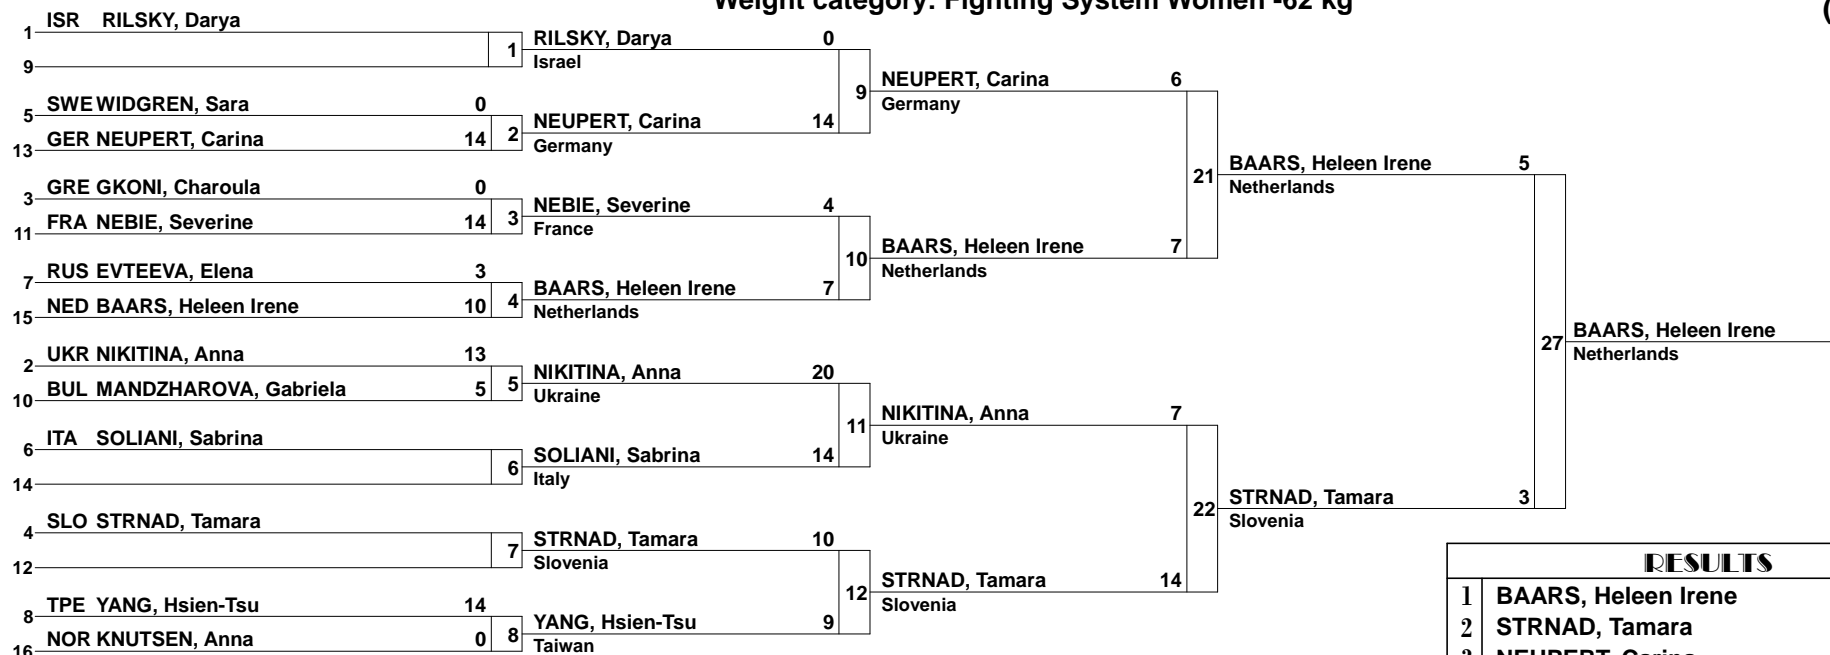 Weight category: Fighting System Women -62 kg
(
1 ISR RILSKY, Darya
9
1 RILSKY, Darya 0
Israel
5 SWE WIDGREN, Sara 0
13 GER NEUPERT, Carina 14
2 NEUPERT, Carina 14
Germany
9 NEUPERT, Carina 6
Germany
3 GRE GKONI, Charoula 0
11 FRA NEBIE, Severine 14
3 NEBIE, Severine 4
France
7 RUS EVTEEVA, Elena 3
15 NED BAARS, Heleen Irene 10
4 BAARS, Heleen Irene 7
Netherlands
10 BAARS, Heleen Irene 7
Netherlands
21 BAARS, Heleen Irene 5
Netherlands
2 UKR NIKITINA, Anna 13
10 BUL MANDZHAROVA, Gabriela 5
5 NIKITINA, Anna 20
Ukraine
6 ITA SOLIANI, Sabrina
14
6 SOLIANI, Sabrina 14
Italy
11 NIKITINA, Anna 7
Ukraine
4 SLO STRNAD, Tamara
12
7 STRNAD, Tamara 10
Slovenia
8 TPE YANG, Hsien-Tsu 14
16 NOR KNUTSEN, Anna 0
8 YANG, Hsien-Tsu 9
Taiwan
12 STRNAD, Tamara 14
Slovenia
22 STRNAD, Tamara 3
Slovenia
27 BAARS, Heleen Irene
Netherlands
RESULTS
1 BAARS, Heleen Irene
2 STRNAD, Tamara
3 NEUPERT, Carina